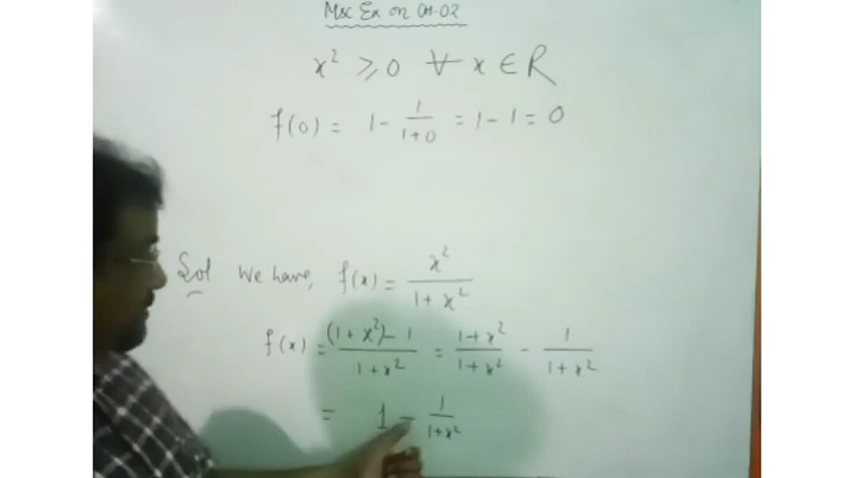 Msc Ex on CH-02
x² ⩾ 0 ∀ x ∈ R
f(0) = 1 - 1/(1+0) = 1 - 1 = 0
Sol We have, f(x) = x²/(1 + x²)
f(x) = ((1 + x²) - 1)/(1 + x²) = (1 + x²)/(1 + x²) - 1/(1 + x²)
= 1 - 1/(1+x²)